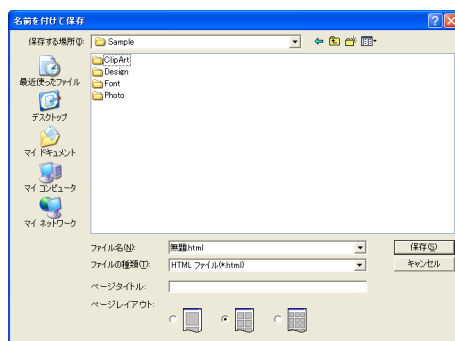 名前を付けて保存
保存する場所(I): Sample
ClipArt
Design
Font
Photo
最近使ったファイル
デスクトップ
マイ ドキュメント
マイ コンピュータ
マイ ネットワーク
ファイル名(N): 無題.html 保存(S)
ファイルの種類(T): HTML ファイル(*.html) キャンセル
ページタイトル:
ページレイアウト: